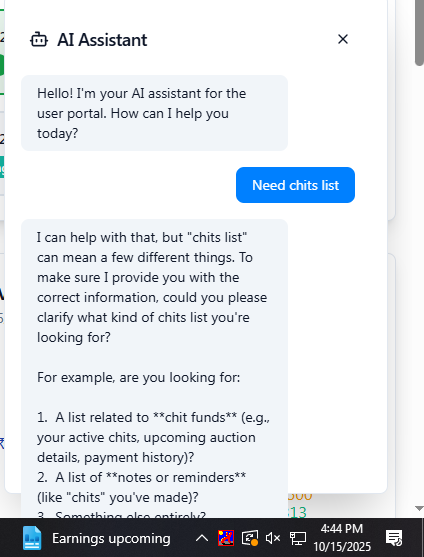 AI Assistant
Hello! I'm your AI assistant for the
user portal. How can I help you
today?
Need chits list
I can help with that, but "chits list"
can mean a few different things. To
make sure I provide you with the
correct information, could you please
clarify what kind of chits list you're
looking for?
For example, are you looking for:
1. A list related to **chit funds** (e.g.,
your active chits, upcoming auction
details, payment history)?
2. A list of **notes or reminders**
(like "chits" you've made)?
3. Something else entirely?
Earnings upcoming
4:44 PM
10/15/2025